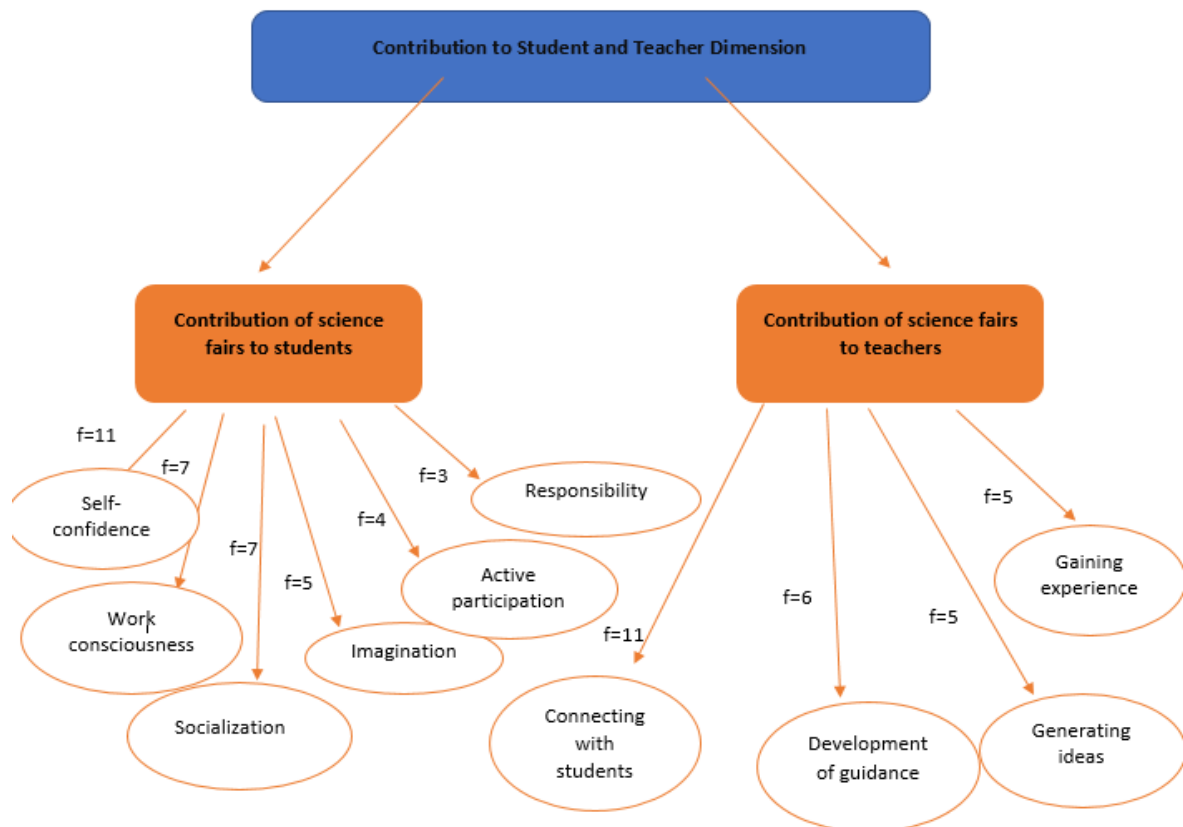 Contribution to Student and Teacher Dimension
Contribution of science
fairs to students
Contribution of science fairs
to teachers
f=11
f=7
f=7
f=5
f=4
f=3
Self-
confidence
Work
consciousness
Socialization
Imagination
Active
participation
Responsibility
f=11
f=6
f=5
f=5
Connecting
with
students
Development
of guidance
Generating
ideas
Gaining
experience